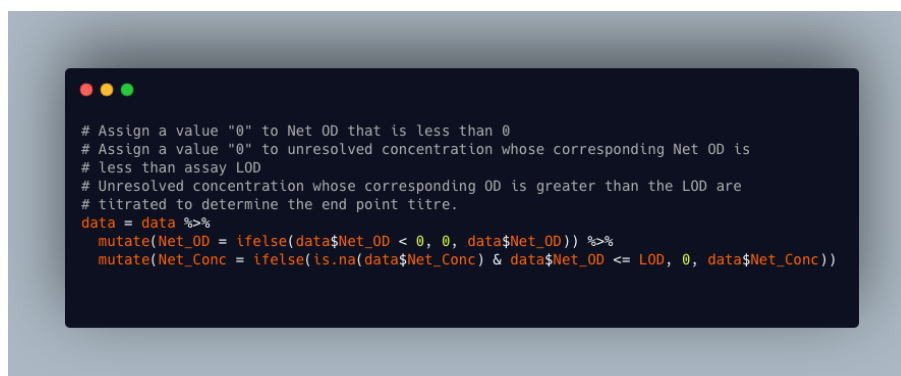 # Assign a value "0" to Net OD that is less than 0
# Assign a value "0" to unresolved concentration whose corresponding Net OD is
# less than assay LOD
# Unresolved concentration whose corresponding OD is greater than the LOD are
# titrated to determine the end point titre.
data = data %>%
  mutate(Net_OD = ifelse(data$Net_OD < 0, 0, data$Net_OD)) %>%
  mutate(Net_Conc = ifelse(is.na(data$Net_Conc) & data$Net_OD <= LOD, 0, data$Net_Conc))